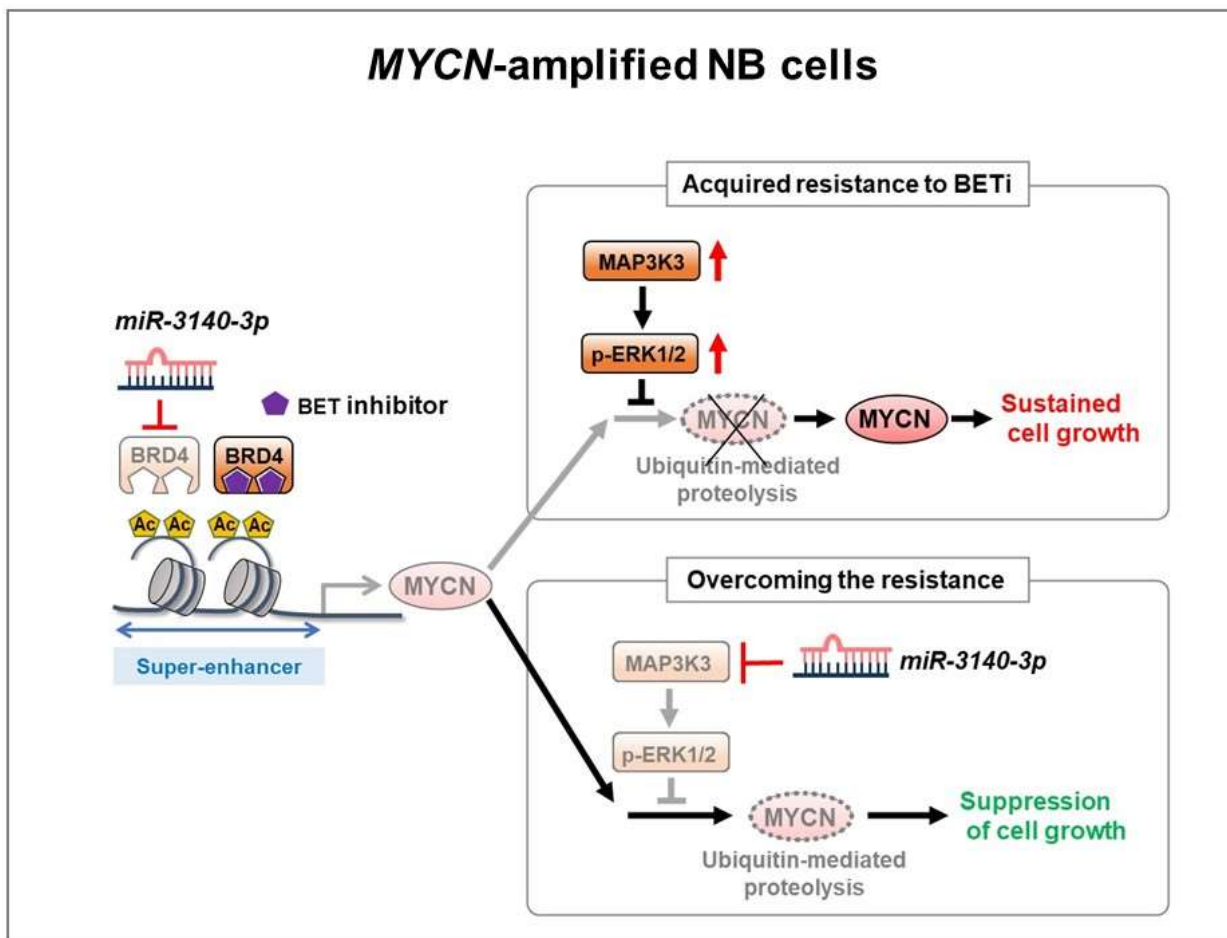 MYCN-amplified NB cells
miR-3140-3p
BET inhibitor
BRD4
BRD4
Ac
Ac
Ac
Ac
MYCN
Super-enhancer
Acquired resistance to BETi
MAP3K3
p-ERK1/2
MYCN
MYCN
Sustained
cell growth
Ubiquitin-mediated
proteolysis
Overcoming the resistance
MAP3K3
miR-3140-3p
p-ERK1/2
MYCN
Suppression
of cell growth
Ubiquitin-mediated
proteolysis